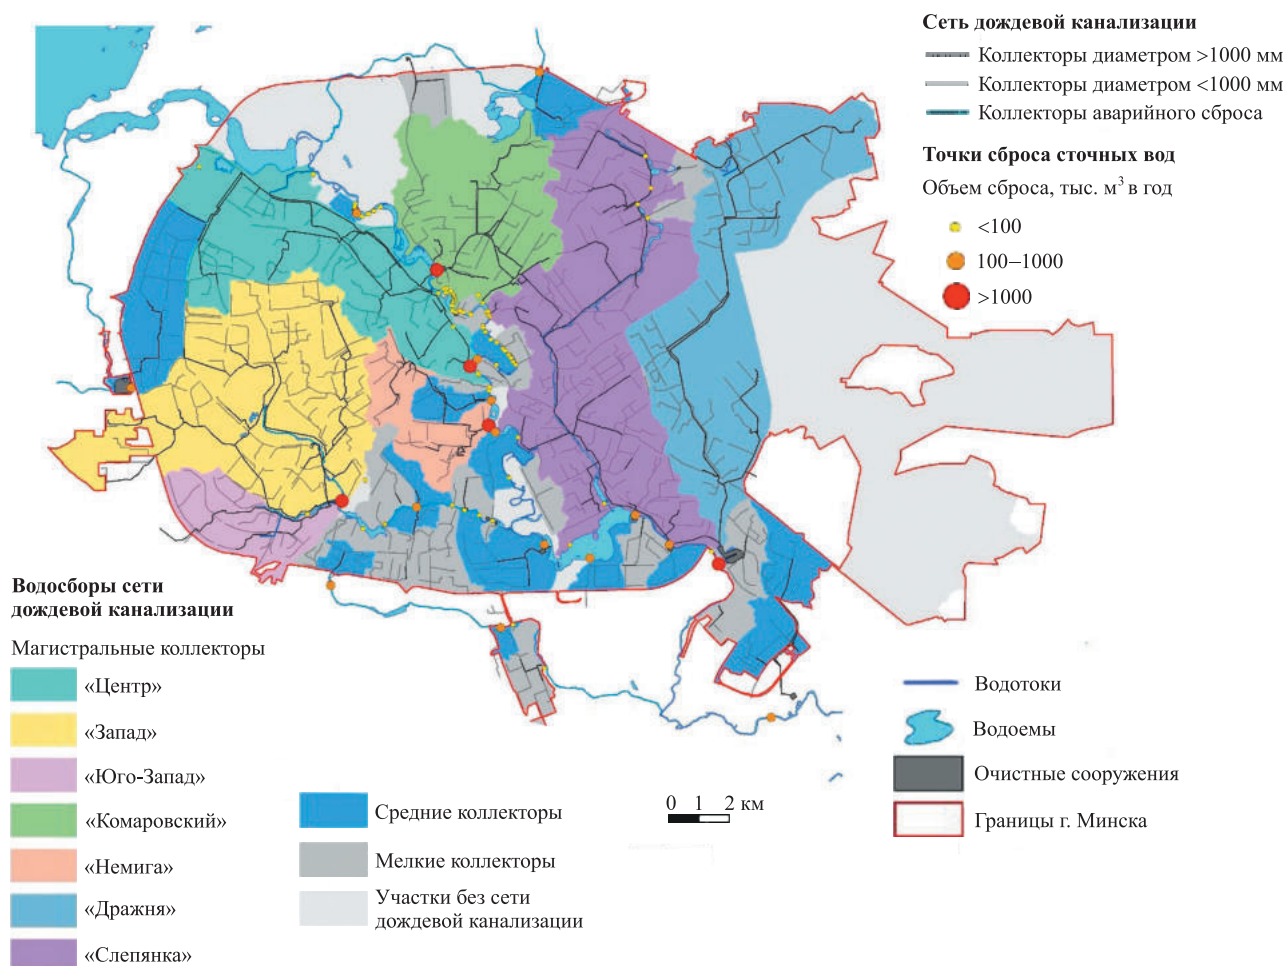 Сеть дождевой канализации
Коллекторы диаметром >1000 мм
Коллекторы диаметром <1000 мм
Коллекторы аварийного сброса
Точки сброса сточных вод
Объем сброса, тыс. м³ в год
<100
100–1000
>1000
Водосборы сети
дождевой канализации
Магистральные коллекторы
«Центр»
«Запад»
«Юго-Запад»
«Комаровский»
«Немига»
«Дражня»
«Слепянка»
Средние коллекторы
Мелкие коллекторы
Участки без сети
дождевой канализации
0 1 2 км
Водотоки
Водоемы
Очистные сооружения
Границы г. Минска